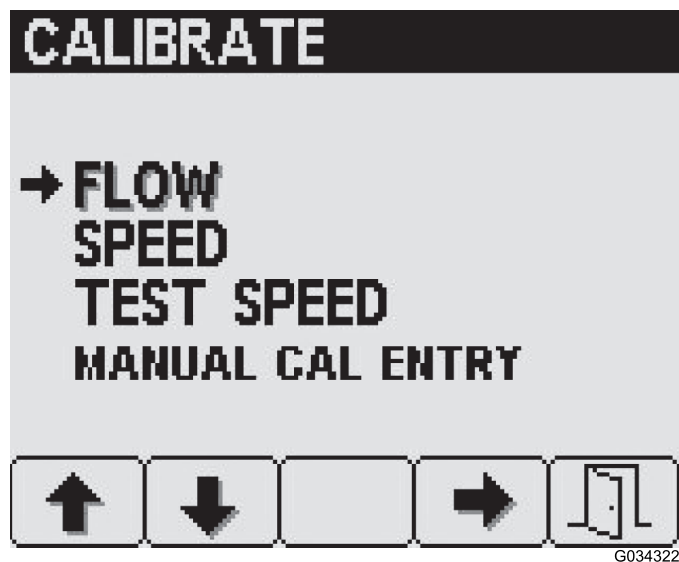 CALIBRATE
FLOW
SPEED
TEST SPEED
MANUAL CAL ENTRY
G034322